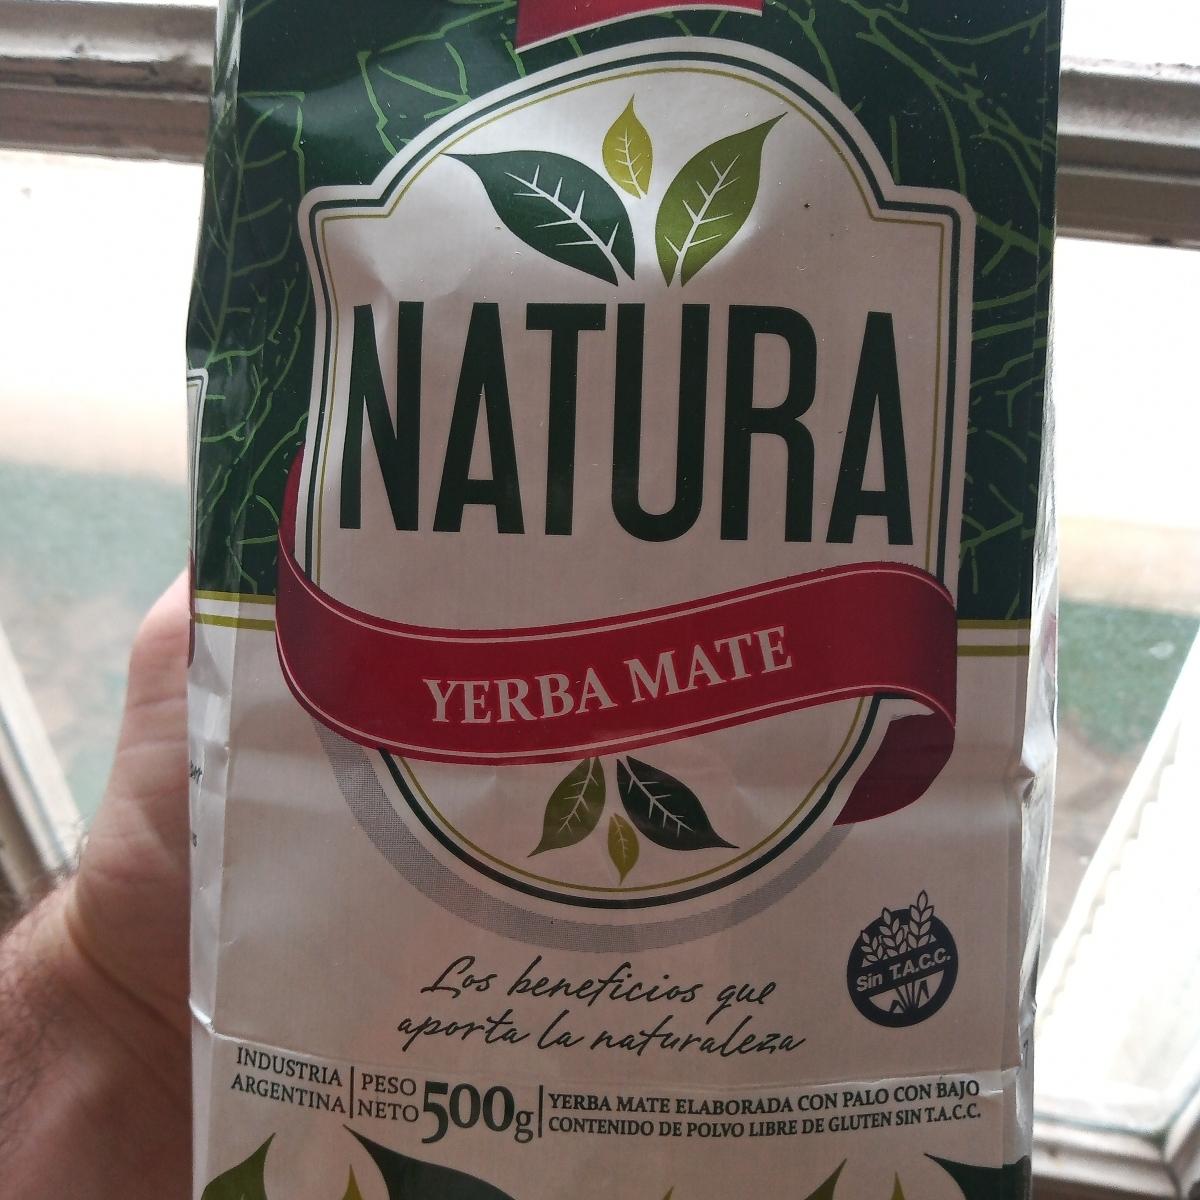 NATURA
YERBA MATE
Sin T.A.C.C.
Los beneficios que
aporta la naturaleza
INDUSTRIA
ARGENTINA
PESO
NETO
500g
YERBA MATE ELABORADA CON PALO CON BAJO
CONTENIDO DE POLVO LIBRE DE GLUTEN SIN T.A.C.C.